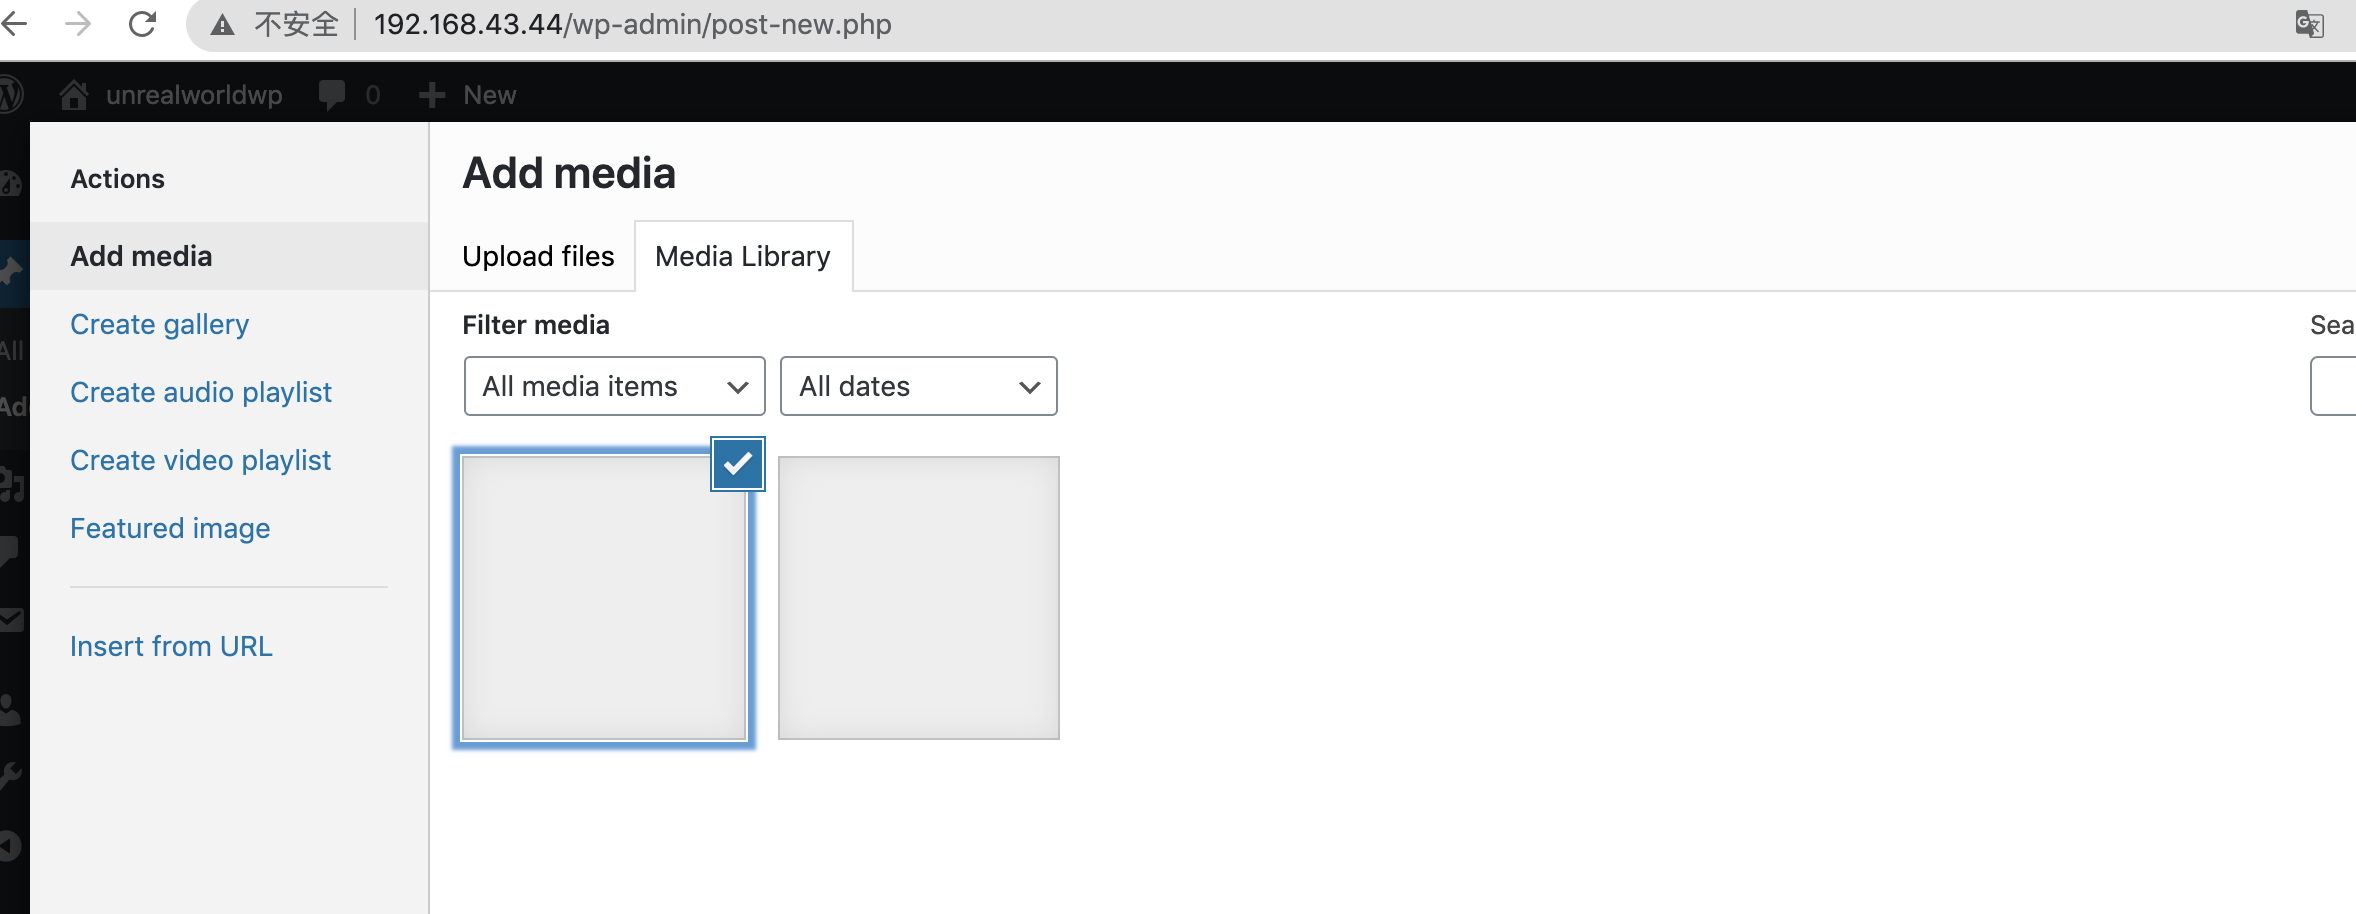 不安全 192.168.43.44/wp-admin/post-new.php
unrealworldwp 0 New
Actions
Add media
Create gallery
Create audio playlist
Create video playlist
Featured image
Insert from URL
Add media
Upload files Media Library
Filter media
All media items All dates
Sea
All
Ad